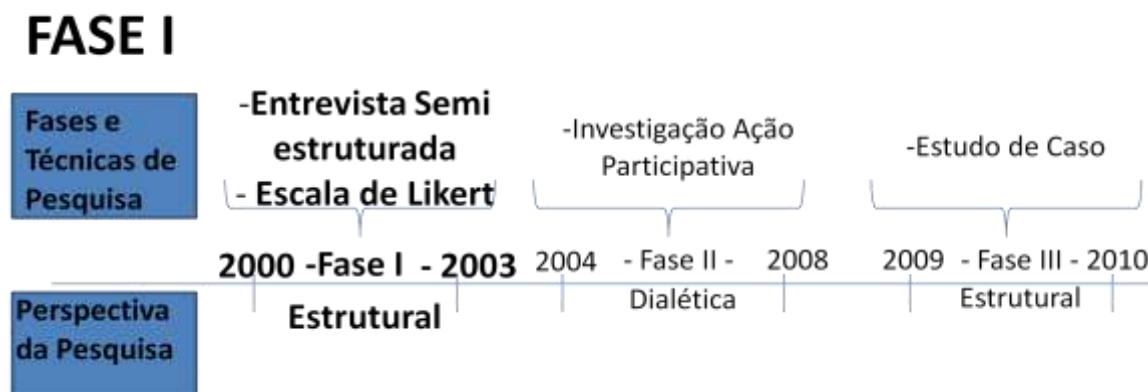 FASE I
Fases e
Técnicas de
Pesquisa
-Entrevista Semi
estruturada
- Escala de Likert
-Investigação Ação
Participativa
-Estudo de Caso
2000 -Fase I - 2003
2004 - Fase II - 2008
2009 - Fase III - 2010
Perspectiva
da Pesquisa
Estrutural
Dialética
Estrutural